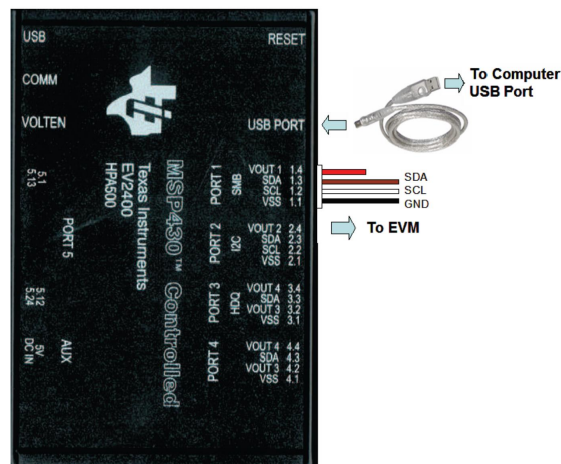 USB
RESET
COMM
VOLTEN
USB PORT
To Computer
USB Port
MSP430™ Controlled
Texas Instruments
EV2400
HPA500
PORT 1
SMB
VOUT 1 1.4
SDA 1.3
SCL 1.2
VSS 1.1
SDA
SCL
GND
To EVM
PORT 2
I2C
VOUT 2 2.4
SDA 2.3
SCL 2.2
VSS 2.1
PORT 3
HDQ
VOUT 4 3.4
SDA 3.3
VOUT 3 3.2
VSS 3.1
PORT 4
VOUT 4 4.4
SDA 4.3
VOUT 3 4.2
VSS 4.1
5.1
5.13
PORT 5
5.12
5.24
AUX
5V
DC IN